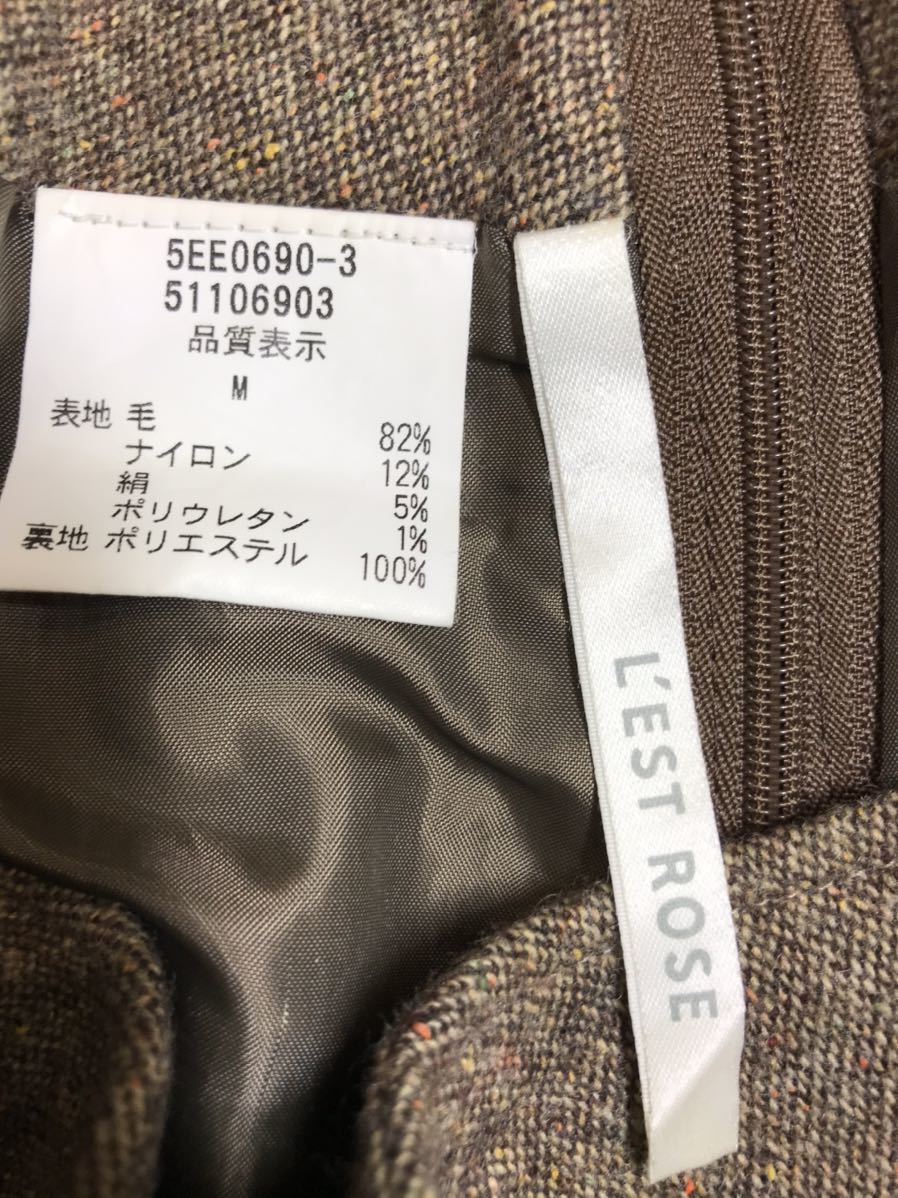 5EE0690-3
51106903
品質表示
M
表地 毛 82%
ナイロン 12%
絹 5%
ポリウレタン 1%
裏地 ポリエステル 100%
L'EST ROSE